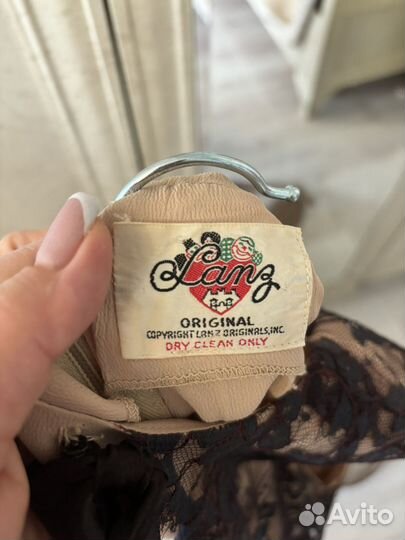 Lanz
ORIGINAL
COPYRIGHT LANZ ORIGINALS, INC.
DRY CLEAN ONLY
Avito